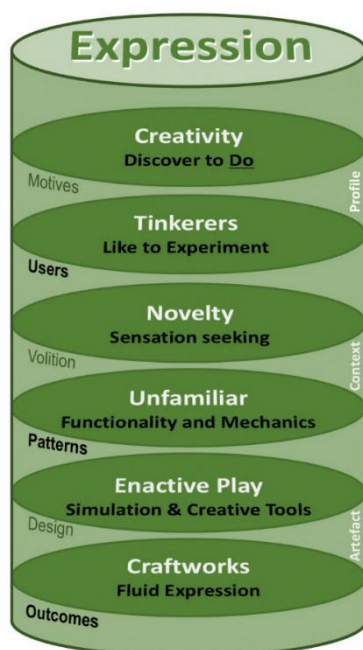 Expression
Creativity
Discover to Do
Motives
Profile
Tinkerers
Like to Experiment
Users
Novelty
Sensation seeking
Volition
Context
Unfamiliar
Functionality and Mechanics
Patterns
Enactive Play
Simulation & Creative Tools
Design
Artefact
Craftworks
Fluid Expression
Outcomes